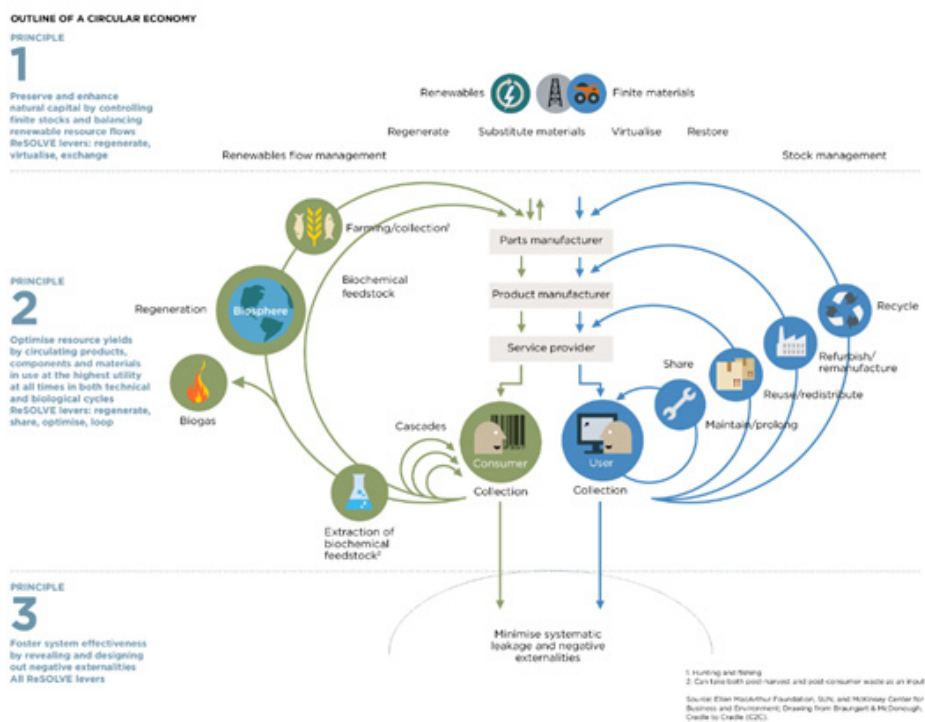 OUTLINE OF A CIRCULAR ECONOMY
PRINCIPLE
1
Preserve and enhance
natural capital by controlling
finite stocks and balancing
renewable resource flows
ReSOLVE levers: regenerate,
virtualise, exchange
Renewables
Finite materials
Regenerate
Substitute materials
Virtualise
Restore
Renewables flow management
Stock management
PRINCIPLE
2
Optimise resource yields
by circulating products,
components and materials
in use at the highest utility
at all times in both technical
and biological cycles
ReSOLVE levers: regenerate,
share, optimise, loop
Farming/collection¹
Parts manufacturer
Biochemical
feedstock
Regeneration
Biosphere
Product manufacturer
Recycle
Service provider
Share
Refurbish/
remanufacture
Reuse/redistribute
Biogas
Cascades
Maintain/prolong
Consumer
User
Collection
Collection
Extraction of
biochemical
feedstock²
PRINCIPLE
3
Foster system effectiveness
by revealing and designing
out negative externalities
All ReSOLVE levers
Minimise systematic
leakage and negative
externalities
1. Hunting and fishing
2. Can take both post-harvest and post-consumer waste as an input
Source: Ellen MacArthur Foundation, SUN, and McKinsey Center for
Business and Environment; Drawing from Braungart & McDonough,
Cradle to Cradle (C2C).